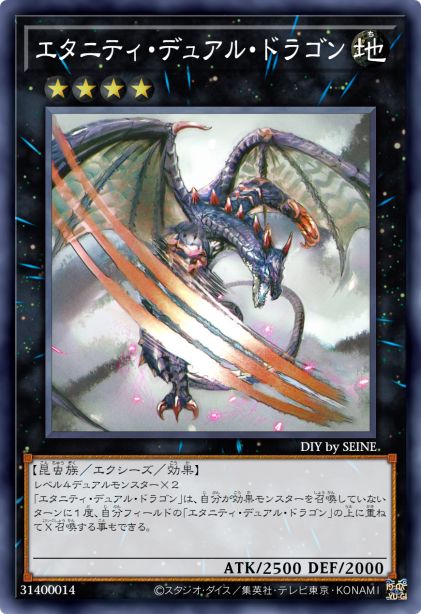 エタニティ・デュアル・ドラゴン 地
DIY by SEINE.
【昆虫族／エクシーズ／効果】
レベル４デュアルモンスター×２
「エタニティ・デュアル・ドラゴン」は、自分が効果モンスターを召喚していない
ターンに１度、自分フィールドの「エタニティ・デュアル・ドラゴン」の上に重ね
てＸ召喚する事もできる。
ATK/2500 DEF/2000
31400014 ©スタジオ・ダイス／集英社・テレビ東京・KONAMI